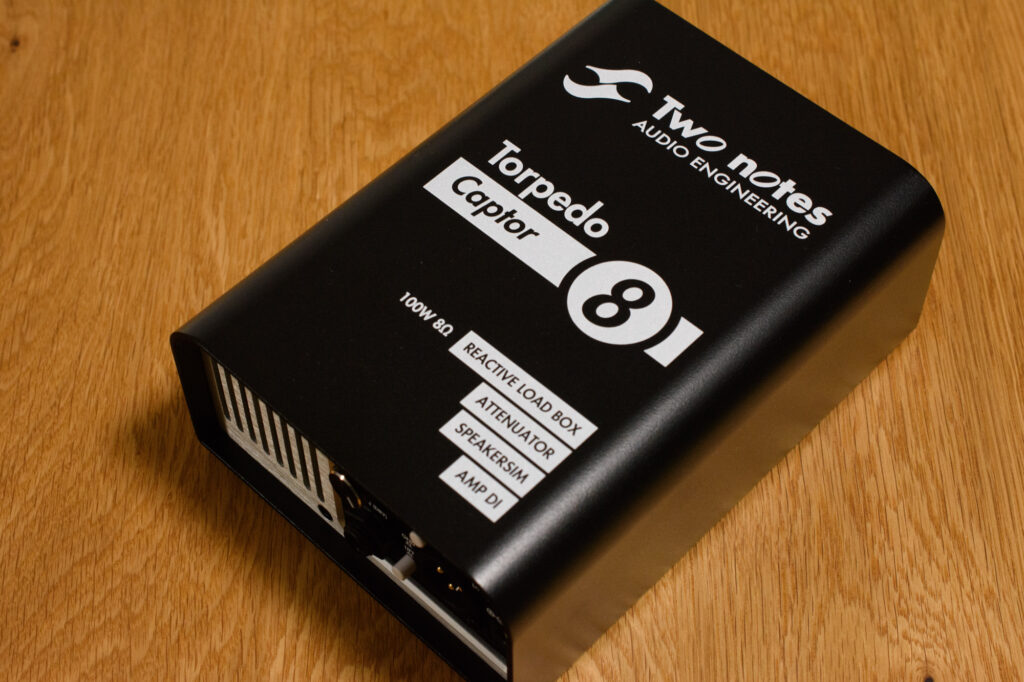 Two notes
AUDIO ENGINEERING
Torpedo
Captor
8
100W 8Ω
REACTIVE LOAD BOX
ATTENUATOR
SPEAKERSIM
AMP DI